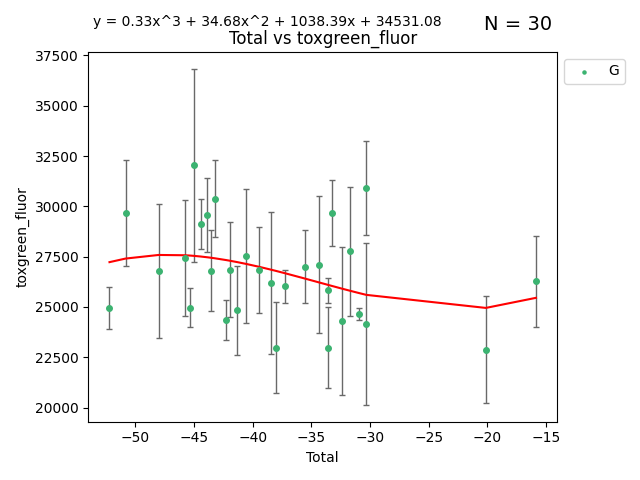 y = 0.33x^3 + 34.68x^2 + 1038.39x + 34531.08
N = 30
Total vs toxgreen_fluor
G
37500
35000
32500
30000
27500
25000
22500
20000
toxgreen_fluor
−50
−45
−40
−35
−30
−25
−20
−15
Total